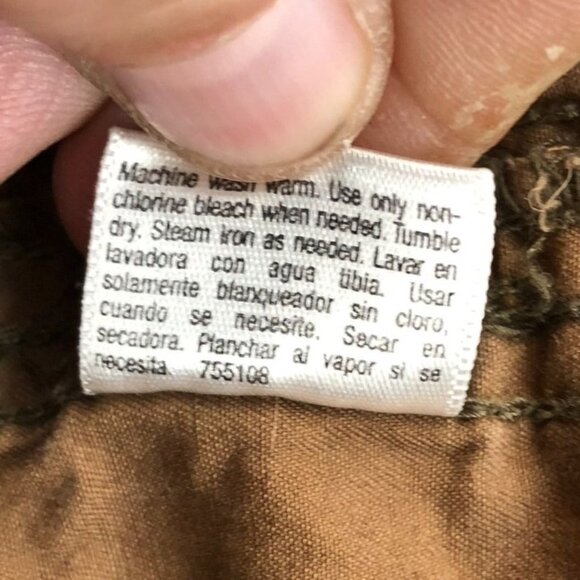 Machine wash warm. Use only non-
chlorine bleach when needed. Tumble
dry. Steam iron as needed. Lavar en
lavadora con agua tibia. Usar
solamente blanqueador sin cloro,
cuando se necesite. Secar en
secadora. Planchar al vapor si se
necesita. 755108